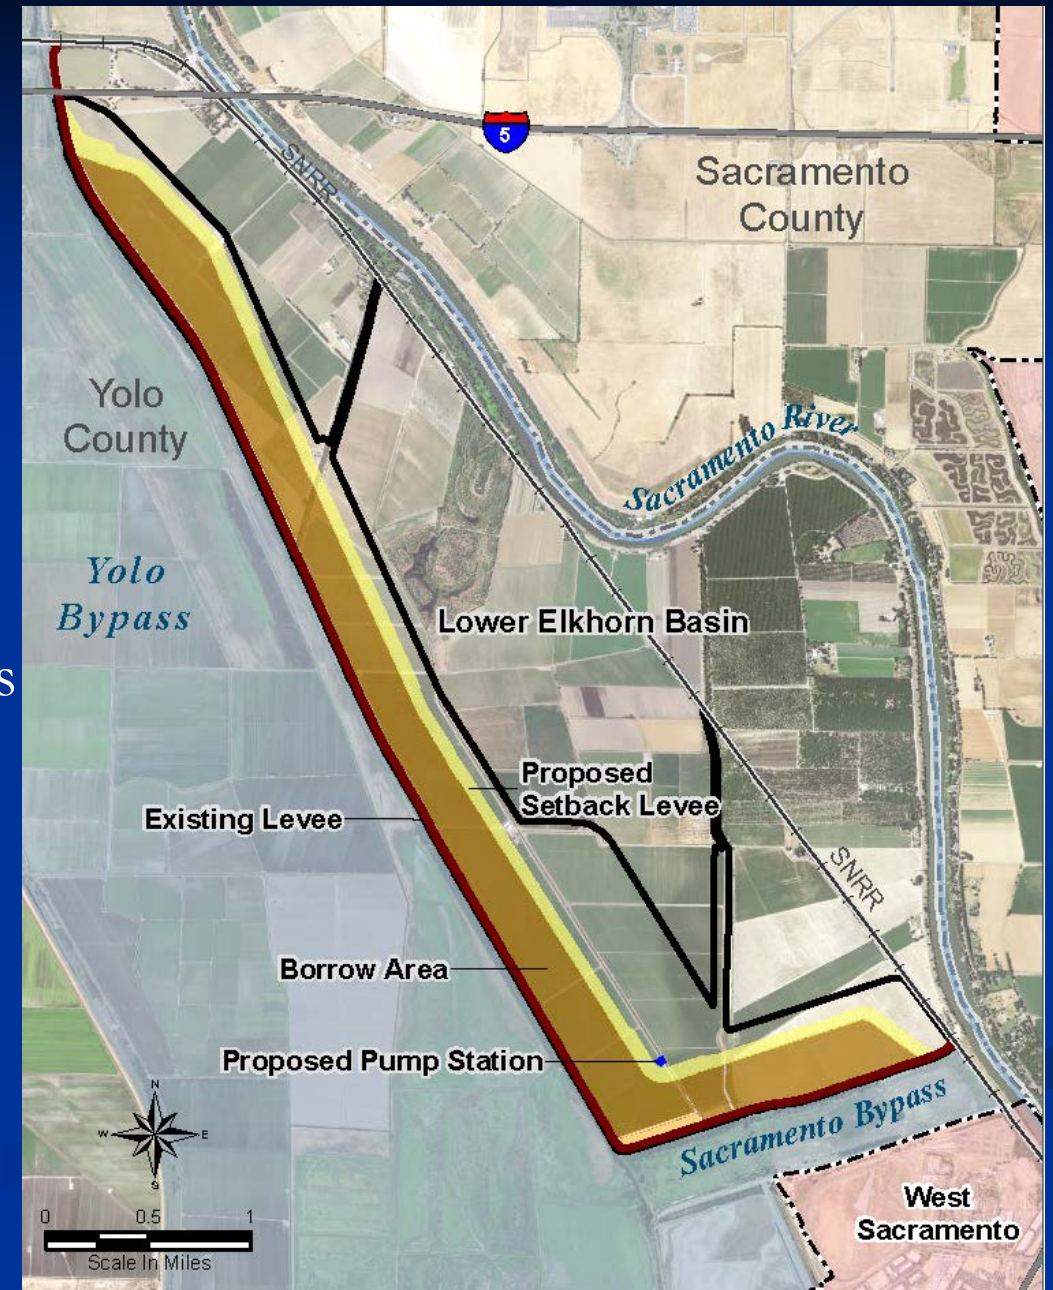 5
SNRR
Sacramento
County
Yolo
County
Sacramento River
Yolo
Bypass
Lower Elkhorn Basin
s
Proposed
Setback Levee
Existing Levee
SNRR
Borrow Area
Proposed Pump Station
N
W E
S
Sacramento Bypass
West
Sacramento
0 0.5 1
Scale In Miles